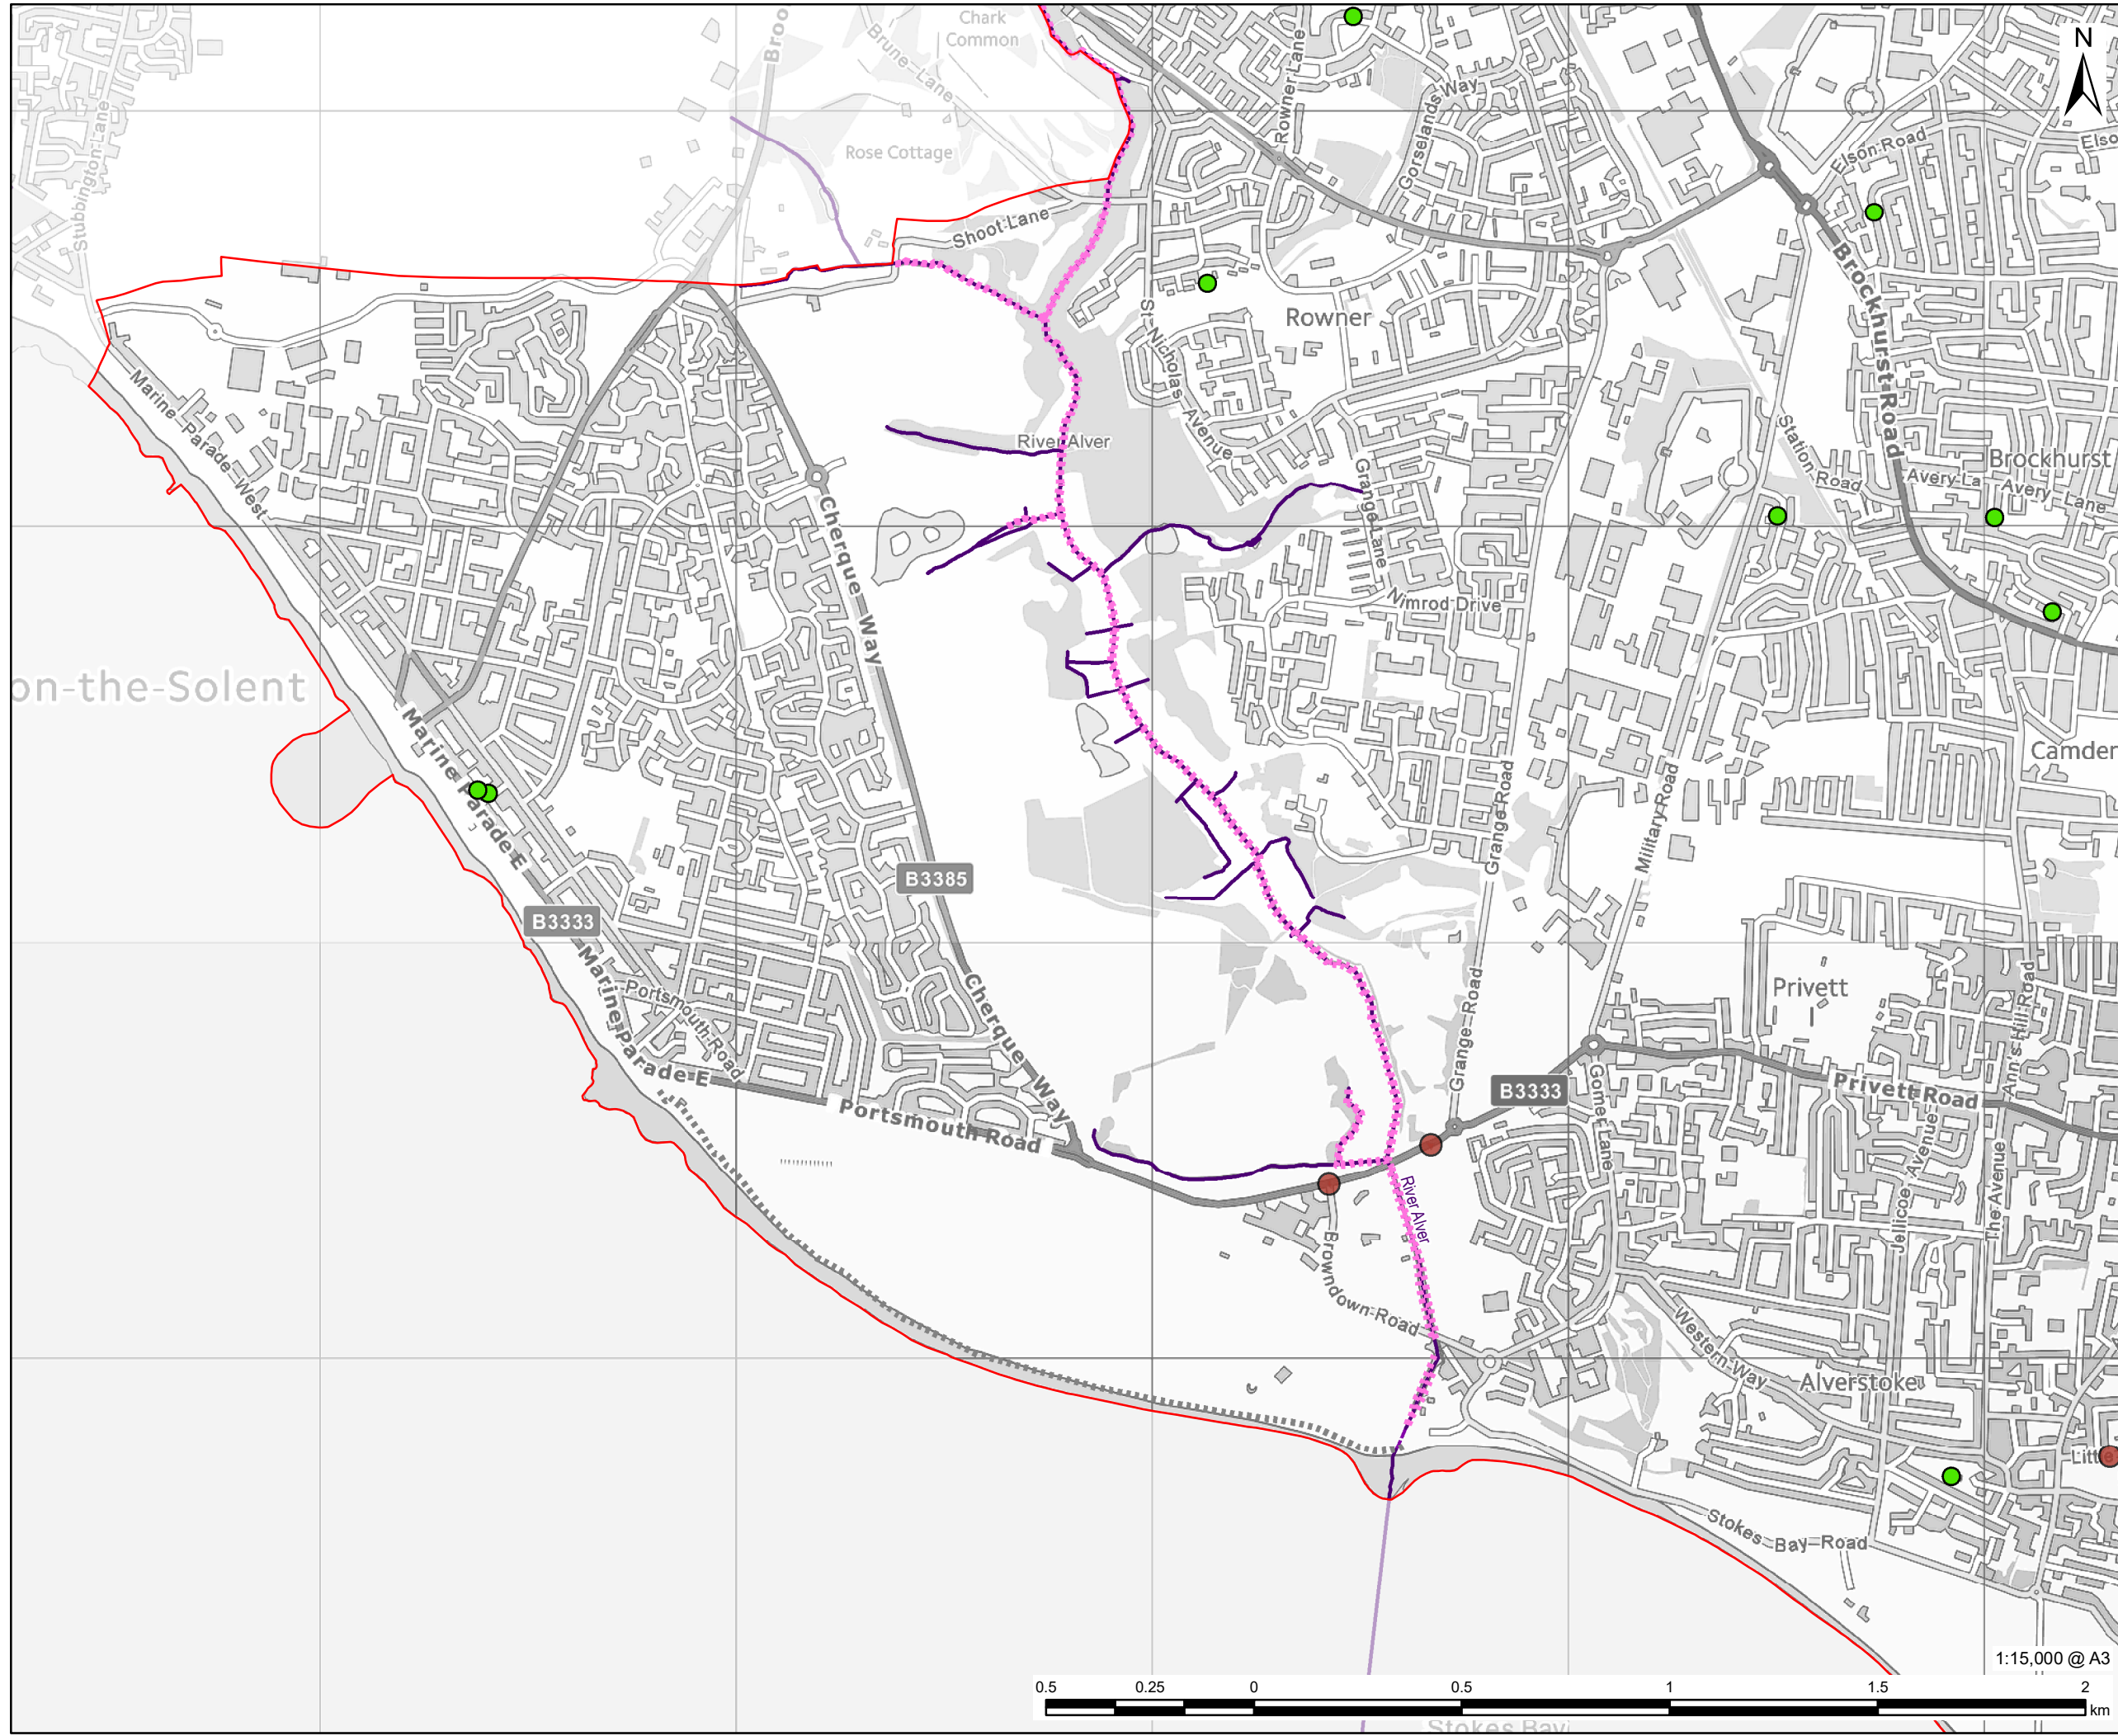 Chark
Common
N
Broo
Brune Lane
Rowner Lane
Gorselands Way
Elson Road
Elso
Rose Cottage
Stubbington Lane
Shoot Lane
Rowner
Brockhurst Road
St Nicholas Avenue
Marine Parade West
River Alver
Station Road
Brockhurst
Avery La
Avery Lane
Grange Lane
Cherque Way
Nimrod Drive
on-the-Solent
Marine Parade E
Camden
Grange Road
Military Road
B3385
B3333
Marine Parade E
Portsmouth Road
Cherque Way
Privett
Ann's Hill Road
Grange Road
B3333
Gomer Lane
Privett Road
Portsmouth Road
River Alver
Jellicoe Avenue
The Avenue
Browndown Road
Western Way
Alverstoke
Litt
Stokes Bay Road
1:15,000 @ A3
0.5 0.25 0 0.5 1 1.5 2
km
Stokes Bay